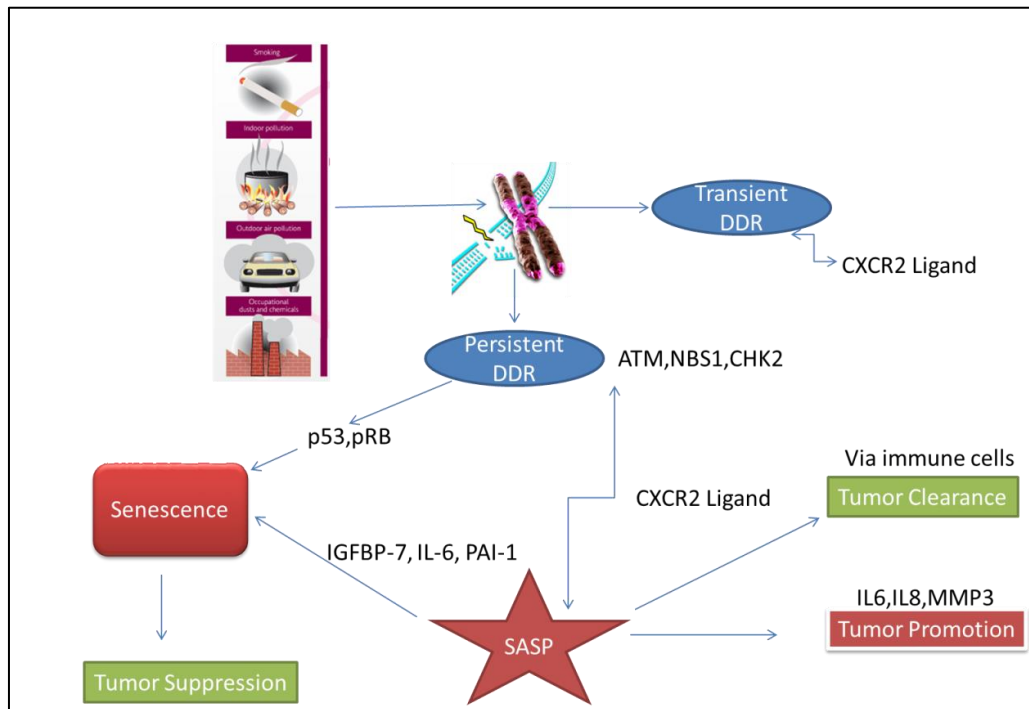 Smoking
Indoor pollution
Outdoor air pollution
Occupational
dusts and chemicals
Transient
DDR
CXCR2 Ligand
Persistent
DDR
ATM,NBS1,CHK2
p53,pRB
Via immune cells
Senescence
CXCR2 Ligand
Tumor Clearance
IGFBP-7, IL-6, PAI-1
IL6,IL8,MMP3
SASP
Tumor Promotion
Tumor Suppression